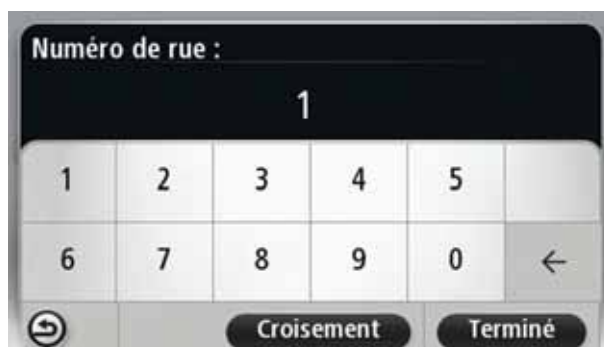 Numéro de rue :
1
1 2 3 4 5
6 7 8 9 0 ←
Croisement Terminé